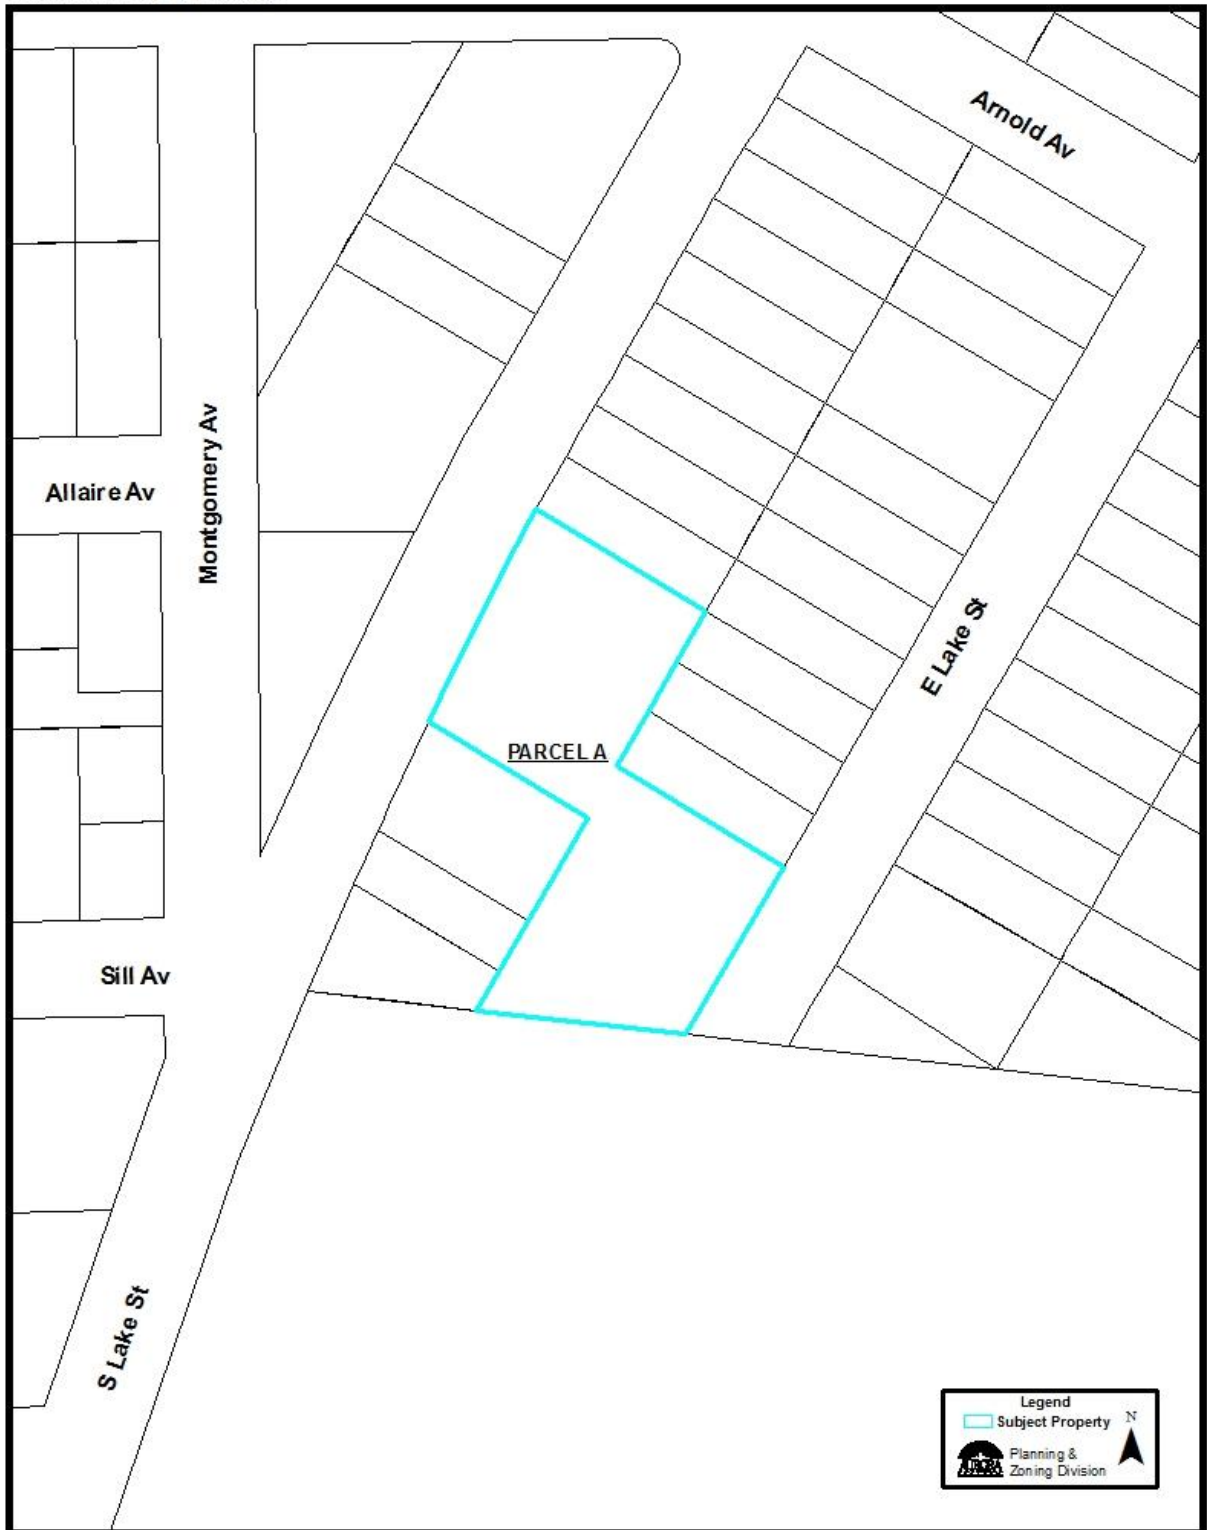 Arnold Av
Montgomery Av
Allaire Av
E Lake St
PARCEL A
Sill Av
S Lake St
Legend
Subject Property
N
AURORA
Planning &
Zoning Division